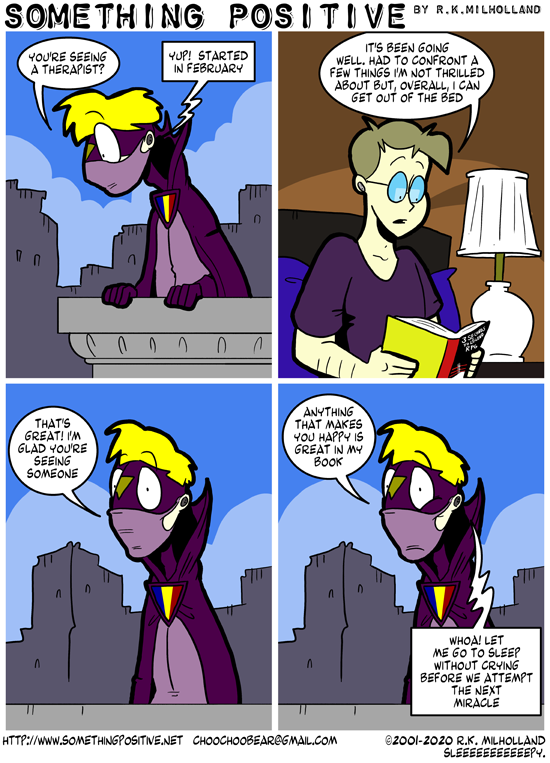 SOMETHING POSITIVE BY R.K.MILHOLLAND
YOU'RE SEEING
A THERAPIST?
YUP! STARTED
IN FEBRUARY
IT'S BEEN GOING
WELL. HAD TO CONFRONT A
FEW THINGS I'M NOT THRILLED
ABOUT BUT, OVERALL, I CAN
GET OUT OF THE BED
THAT'S
GREAT! I'M
GLAD YOU'RE
SEEING
SOMEONE
ANYTHING
THAT MAKES
YOU HAPPY IS
GREAT IN MY
BOOK
WHOA! LET
ME GO TO SLEEP
WITHOUT CRYING
BEFORE WE ATTEMPT
THE NEXT
MIRACLE
HTTP://WWW.SOMETHINGPOSITIVE.NET CHOOCHOOBEAR@GMAIL.COM ©2001-2020 R.K. MILHOLLAND
SLEEEEEEEEEEEPY.